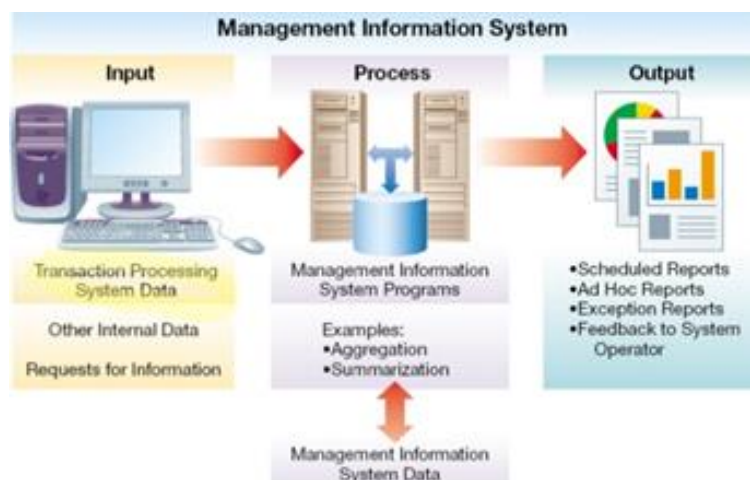 Management Information System
Input
Transaction Processing
System Data
Other Internal Data
Requests for Information
Process
Management Information
System Programs
Examples:
•Aggregation
•Summarization
Management Information
System Data
Output
•Scheduled Reports
•Ad Hoc Reports
•Exception Reports
•Feedback to System
Operator